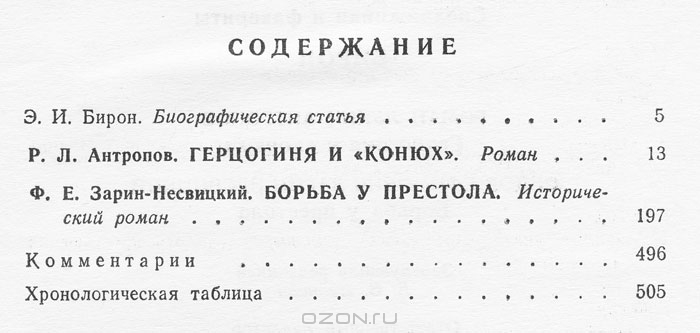 СОДЕРЖАНИЕ
Э. И. Бирон. Биографическая статья . . . . . . . . . . 5
Р. Л. Антропов. ГЕРЦОГИНЯ И «КОНЮХ». Роман . . . 13
Ф. Е. Зарин-Несвицкий. БОРЬБА У ПРЕСТОЛА. Историче-
ский роман . . . . . . . . . . . . . . . . . 197
Комментарии . . . . . . . . . . . . . . . 496
Хронологическая таблица . . . . . . . . . . . . . 505
OZON.ru